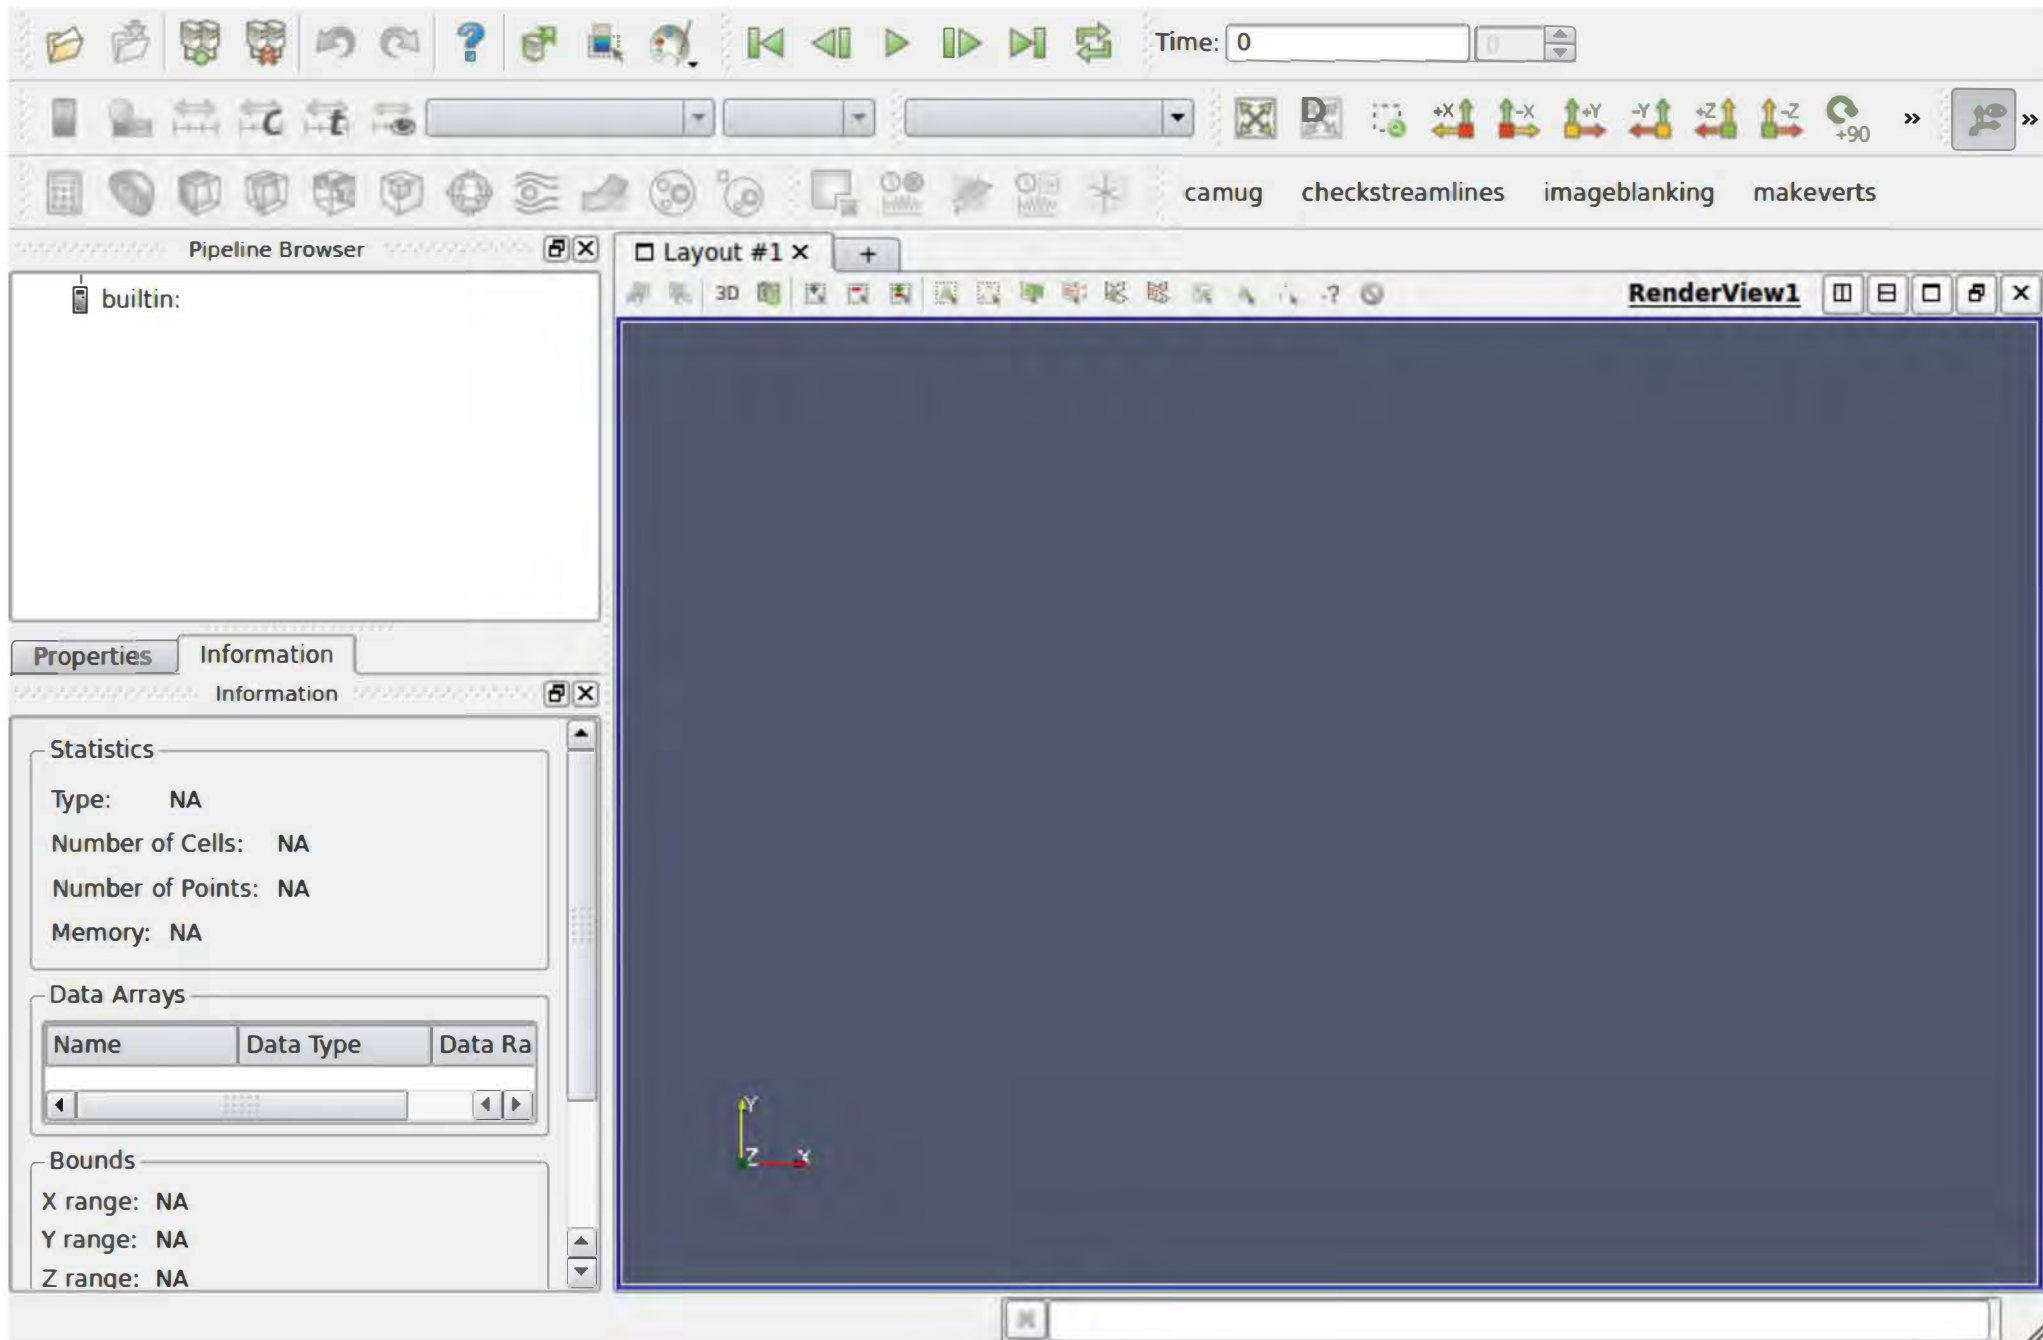 Time: 0 0
C t
D +X -X +Y -Y +Z -Z +90 » »
camug checkstreamlines imageblanking makeverts
Pipeline Browser
builtin:
Layout #1 × +
3D ? RenderView1
Properties Information
Information
Statistics
Type: NA
Number of Cells: NA
Number of Points: NA
Memory: NA
Data Arrays
Name Data Type Data Ra
Bounds
X range: NA
Y range: NA
Z range: NA
Y
Z X